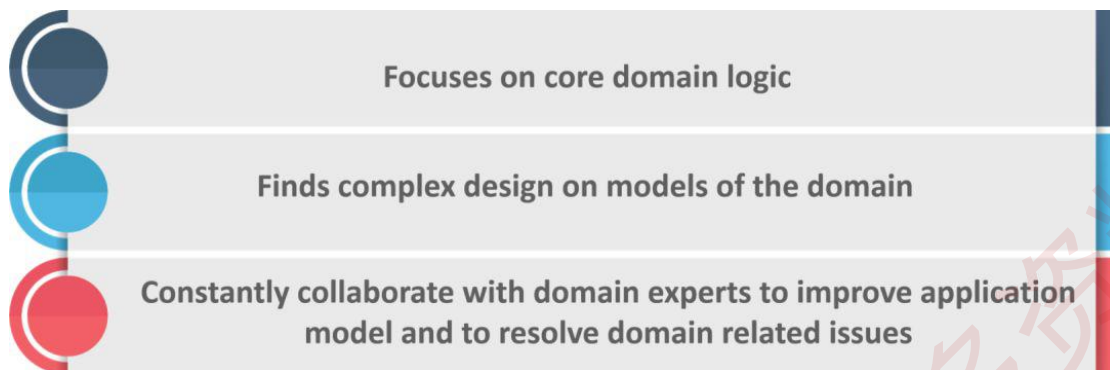 Focuses on core domain logic
Finds complex design on models of the domain
Constantly collaborate with domain experts to improve application
model and to resolve domain related issues